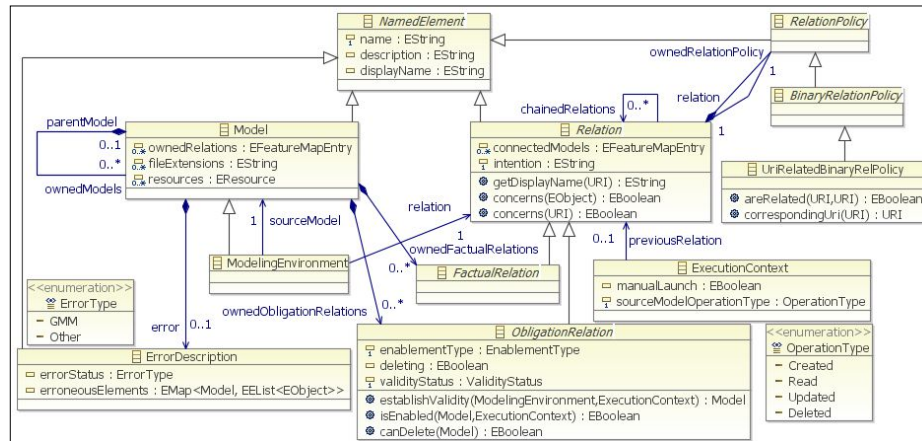 NamedElement
name : EString
description : EString
displayName : EString
RelationPolicy
ownedRelationPolicy
1
relation
1
BinaryRelationPolicy
chainedRelations
0..*
parentModel
0..1
0..*
ownedModels
Model
ownedRelations : EFeatureMapEntry
fileExtensions : EString
resources : EResource
Relation
connectedModels : EFeatureMapEntry
intention : EString
getDisplayName(URI) : EString
concerns(EObject) : EBoolean
concerns(URI) : EBoolean
UriRelatedBinaryRelPolicy
areRelated(URI,URI) : EBoolean
correspondingUri(URI) : URI
1
sourceModel
relation
1
ownedFactualRelations
0..*
0..1
previousRelation
ModelingEnvironment
FactualRelation
ExecutionContext
manualLaunch : EBoolean
sourceModelOperationType : OperationType
<<enumeration>>
ErrorType
GMM
Other
error
0..1
ownedObligationRelations
0..*
ErrorDescription
errorStatus : ErrorType
erroneousElements : EMap<Model, EEList<EObject>>
ObligationRelation
enablementType : EnablementType
deleting : EBoolean
validityStatus : ValidityStatus
establishValidity(ModelingEnvironment,ExecutionContext) : Model
isEnabled(Model,ExecutionContext) : EBoolean
canDelete(Model) : EBoolean
<<enumeration>>
OperationType
Created
Read
Updated
Deleted